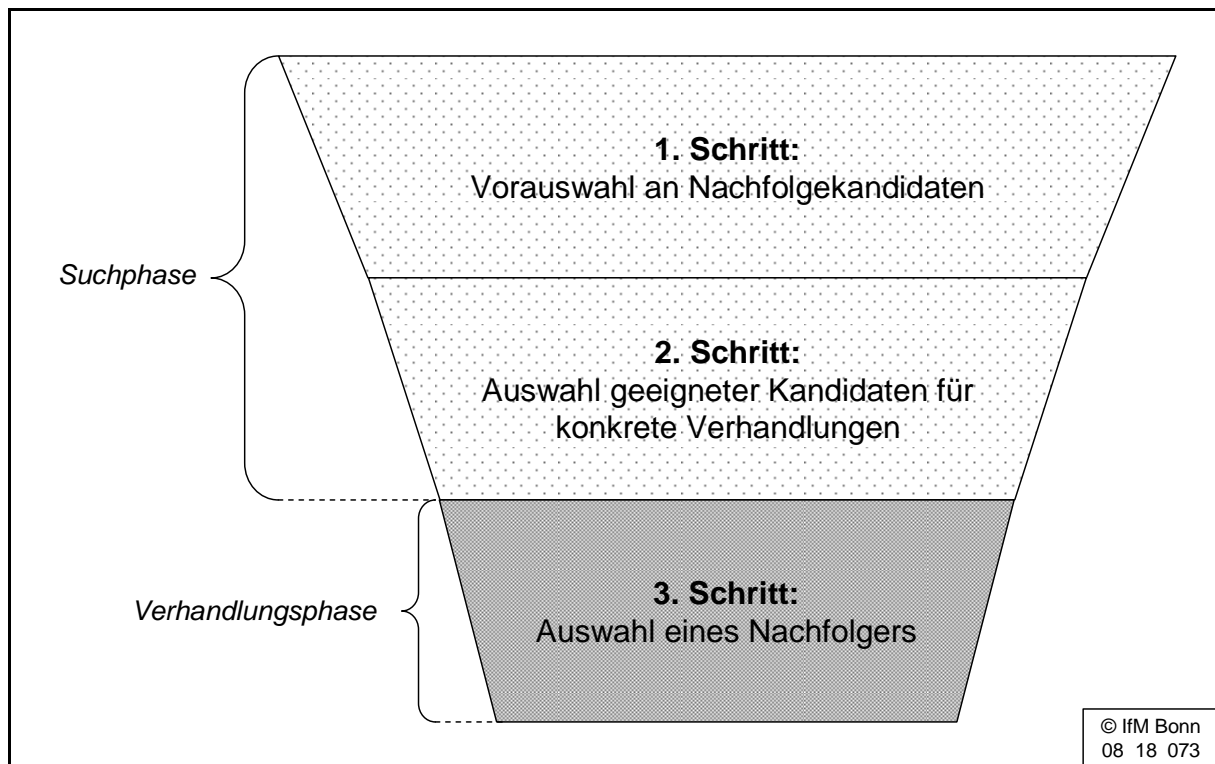 1. Schritt:
Vorauswahl an Nachfolgekandidaten
Suchphase
2. Schritt:
Auswahl geeigneter Kandidaten für
konkrete Verhandlungen
3. Schritt:
Verhandlungsphase
Auswahl eines Nachfolgers
© IfM Bonn
08 18 073